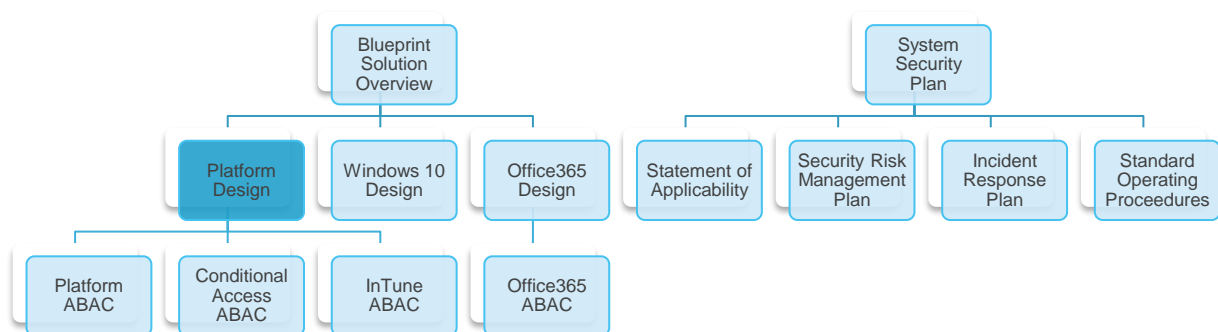 Blueprint
Solution
Overview
System
Security
Plan
Platform
Design
Windows 10
Design
Office365
Design
Statement of
Applicability
Security Risk
Management
Plan
Incident
Response
Plan
Standard
Operating
Proceedures
Platform
ABAC
Conditional
Access
ABAC
InTune
ABAC
Office365
ABAC